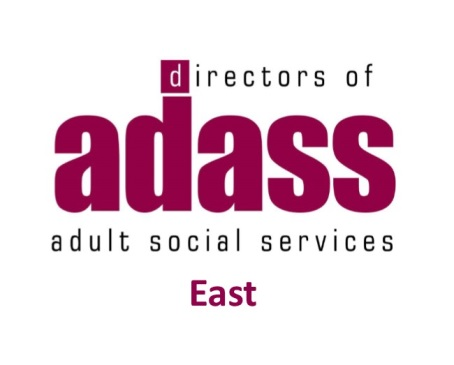 directors of
adass
adult social services
East